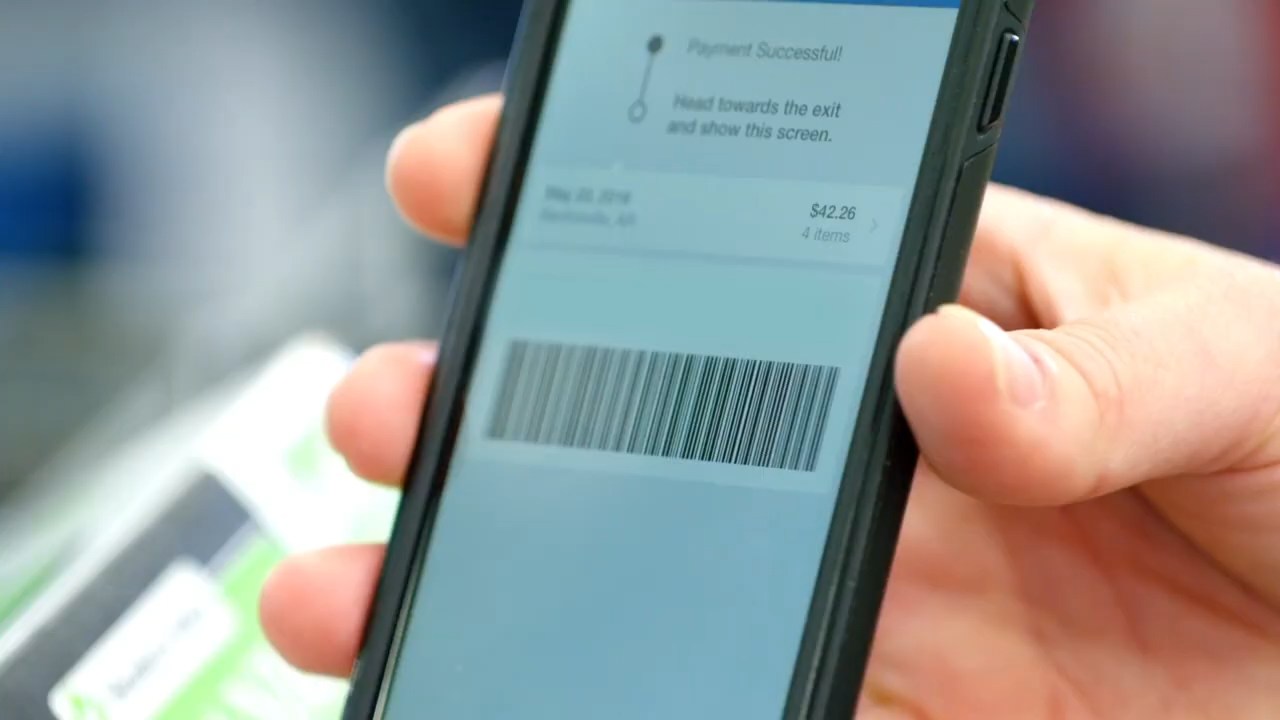 Payment Successful!
Head towards the exit
and show this screen.
$42.26
4 items